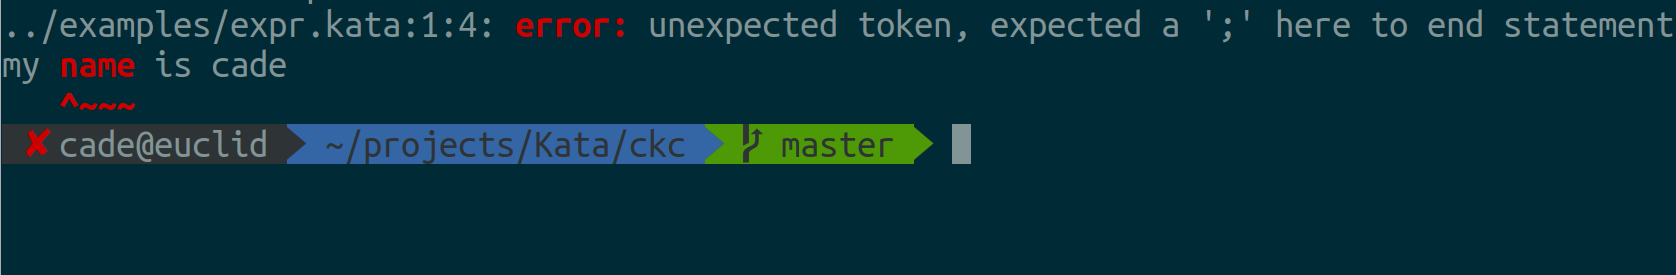 ../examples/expr.kata:1:4: error: unexpected token, expected a ';' here to end statement
my name is cade
^~~~
✘ cade@euclid ~/projects/Kata/ckc master